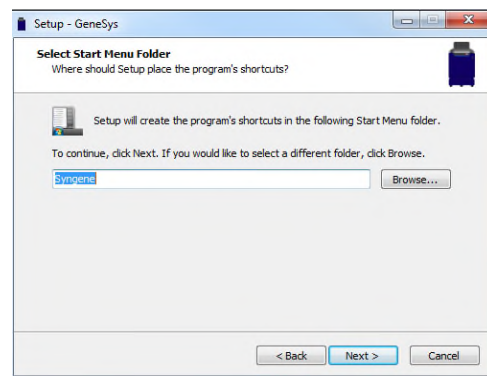 Setup - GeneSys
Select Start Menu Folder
Where should Setup place the program's shortcuts?
Setup will create the program's shortcuts in the following Start Menu folder.
To continue, click Next. If you would like to select a different folder, click Browse.
Syngene
Browse...
< Back
Next >
Cancel